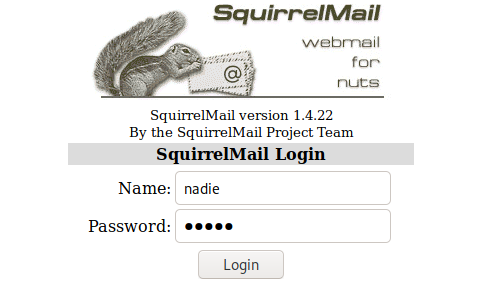 SquirrelMail
webmail
for
nuts
@
SquirrelMail version 1.4.22
By the SquirrelMail Project Team
SquirrelMail Login
Name: nadie
Password: •••••
Login